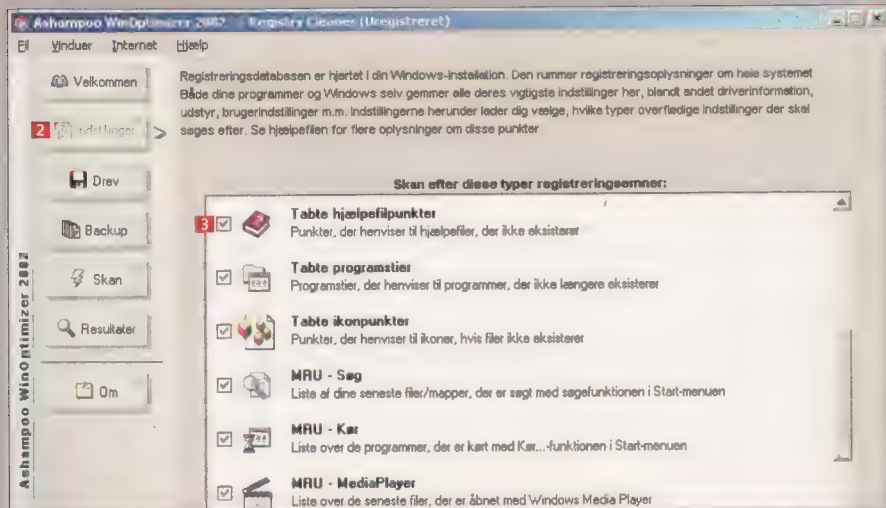 Ashampoo WinOptimizer 2002 Registry Cleaner (Uregistreret)
Fil Vinduer Internet Hjælp
Velkommen
2 Indstillinger >
Drev
Backup
Skan
Resultater
Om
Ashampoo WinOptimizer 2002
Registreringsdatabasen er hjertet i din Windows-installation. Den rummer registreringsoplysninger om hele systemet
Både dine programmer og Windows selv gemmer alle deres vigtigste indstillinger her, blandt andet driverinformation,
udstyr, brugerindstillinger m.m. Indstillingerne herunder lader dig vælge, hvilke typer overflødige indstillinger der skal
søges efter. Se hjælpefilen for flere oplysninger om disse punkter
Skan efter disse typer registreringsemner:
3
Tabte hjælpefilpunkter
Punkter, der henviser til hjælpefiler, der ikke eksisterer
Tabte programstier
Programstier, der henviser til programmer, der ikke længere eksisterer
Tabte ikonpunkter
Punkter, der henviser til ikoner, hvis filer ikke eksisterer
MRU - Søg
Liste af dine seneste filer/mapper, der er søgt med søgefunktionen i Start-menuen
MRU - Kør
Liste over de programmer, der er kørt med Kør...-funktionen i Start-menuen
MRU - MediaPlayer
Liste over de seneste filer, der er åbnet med Windows Media Player